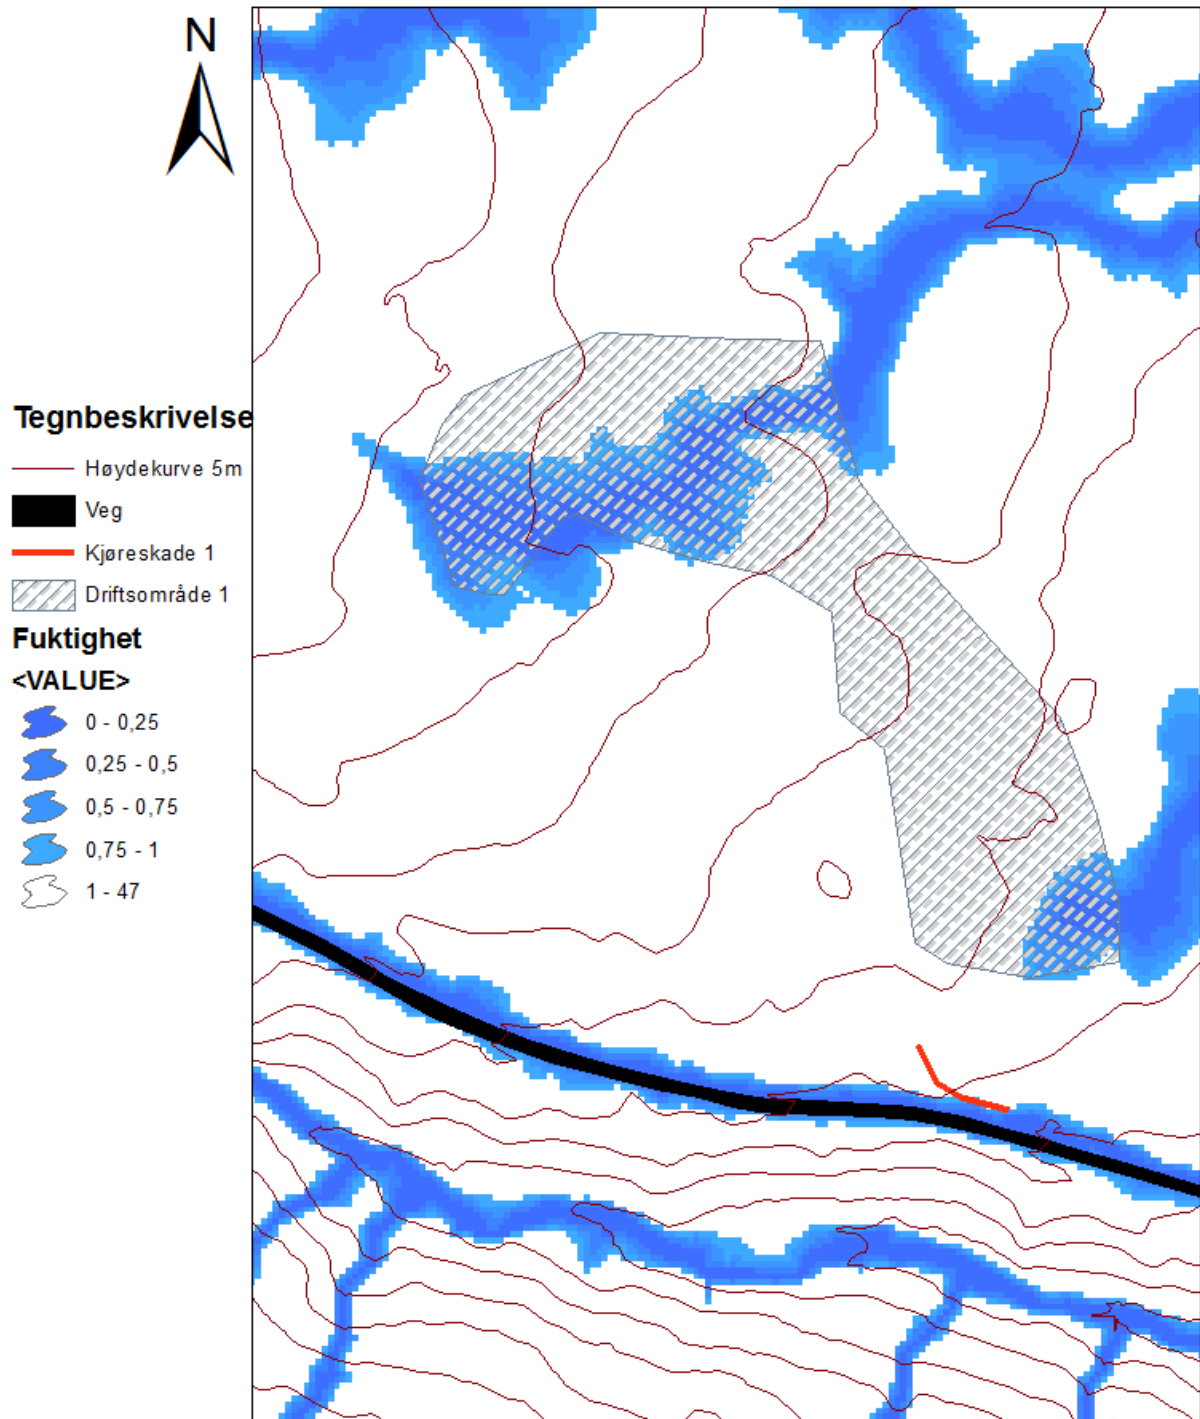 N
Tegnbeskrivelse
Høydekurve 5m
Veg
Kjøreskade 1
Driftsområde 1
Fuktighet
<VALUE>
0 - 0,25
0,25 - 0,5
0,5 - 0,75
0,75 - 1
1 - 47